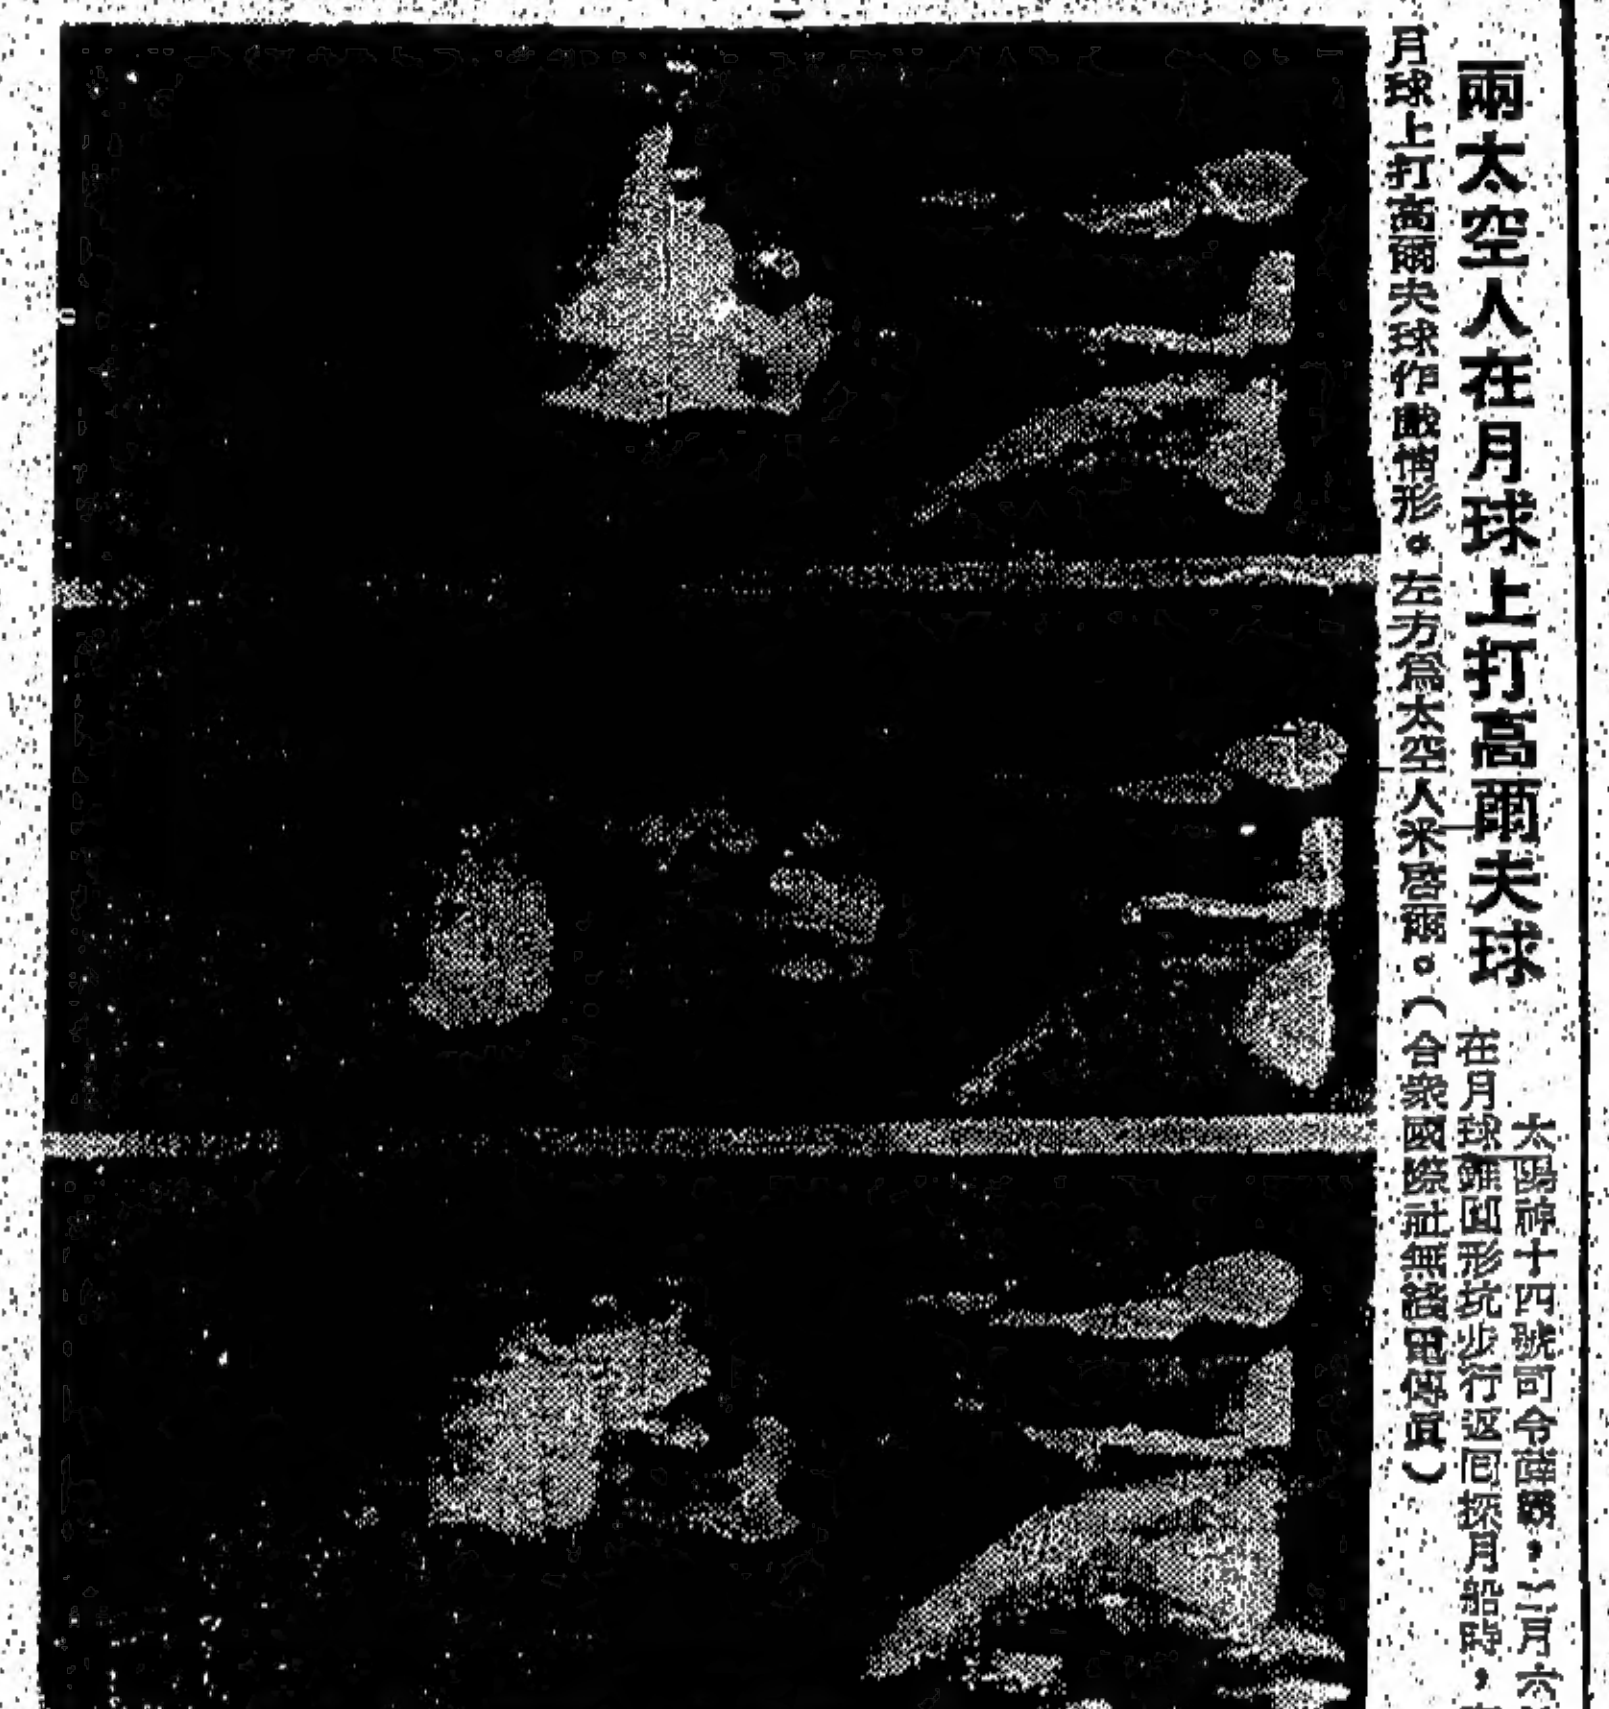 兩太空人在月球上打高爾夫球
太陽神十四號司令薛 ，二月六
在月球錐圓形坑步行返回探月船時，
月球上打高爾夫球作戲情形。左方爲太空人米啓爾。（合衆國際社無綫電傳眞）